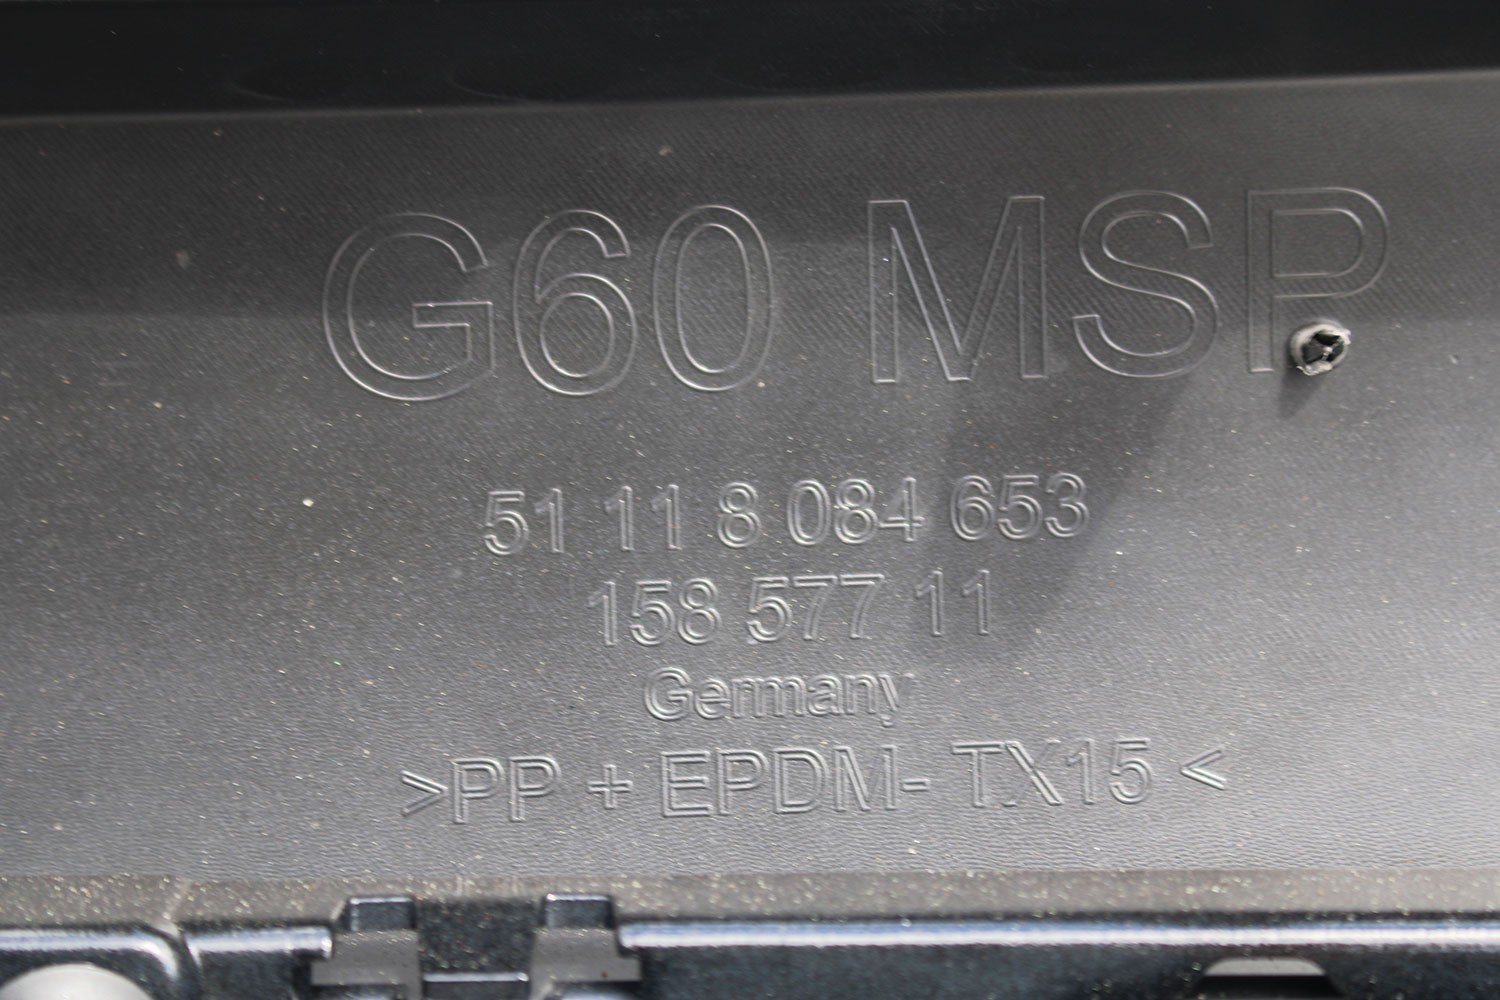 G60 MSP
51 11 8 084 653
158 577 11
Germany
>PP + EPDM- TX15 <